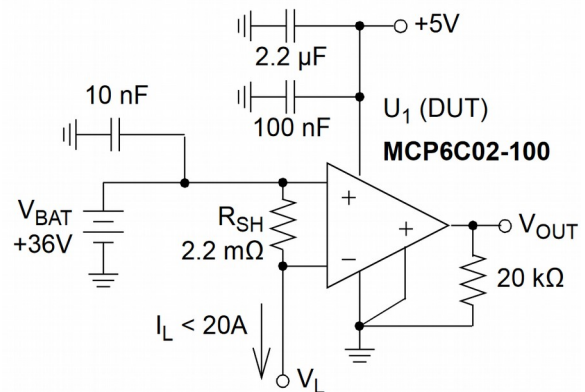 +5V
2.2 µF
10 nF
100 nF
U1 (DUT)
MCP6C02-100
VBAT
+36V
RSH
2.2 mΩ
+
+
−
VOUT
20 kΩ
IL < 20A
VL